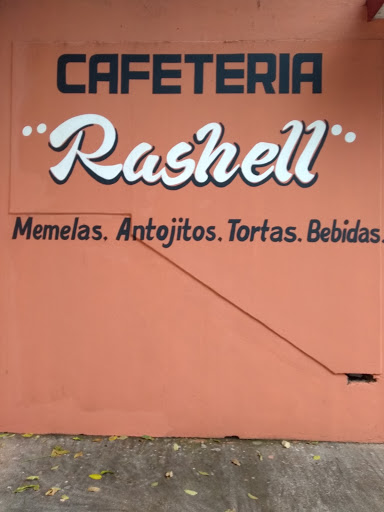 CAFETERIA
"Rashell"
Memelas. Antojitos. Tortas. Bebidas.